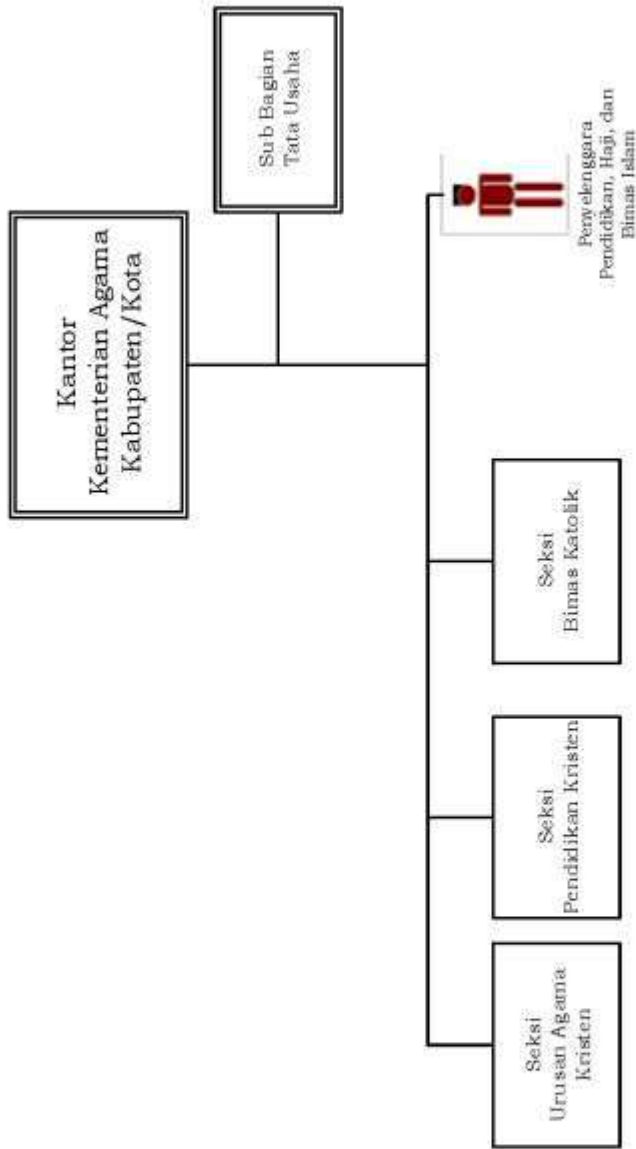 Kantor
Kementerian Agama
Kabupaten/Kota
Sub Bagian
Tata Usaha
Seksi
Urusan Agama
Kristen
Seksi
Pendidikan Kristen
Seksi
Bimas Katolik
Penyelenggara
Pendidikan, Haji, dan
Bimas Islam